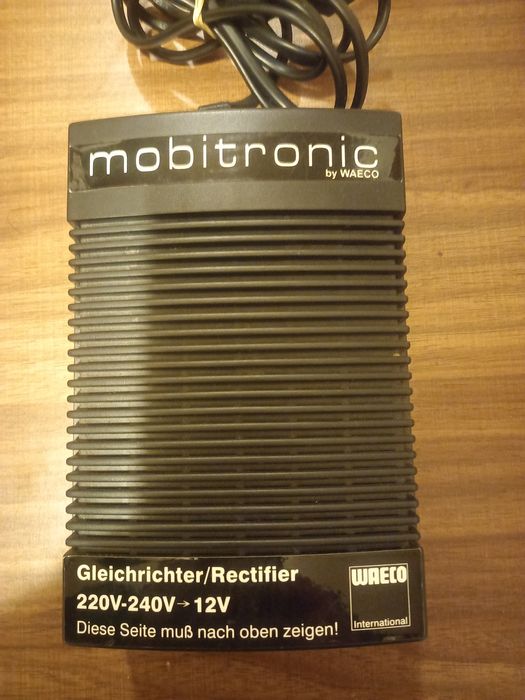 mobitronic
by WAECO
Gleichrichter/Rectifier
220V-240V→12V
Diese Seite muß nach oben zeigen!
WAECO
International